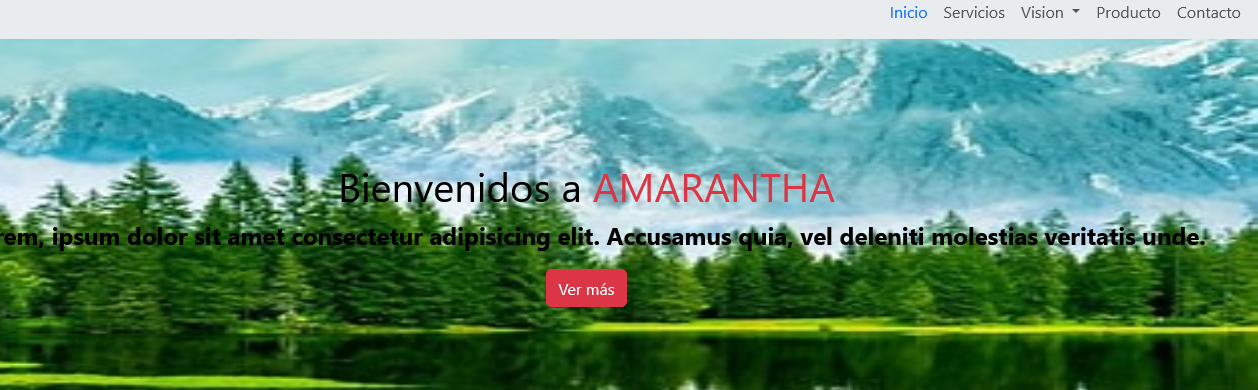 Inicio Servicios Vision Producto Contacto
Bienvenidos a AMARANTHA
rem, ipsum dolor sit amet consectetur adipisicing elit. Accusamus quia, vel deleniti molestias veritatis unde.
Ver más